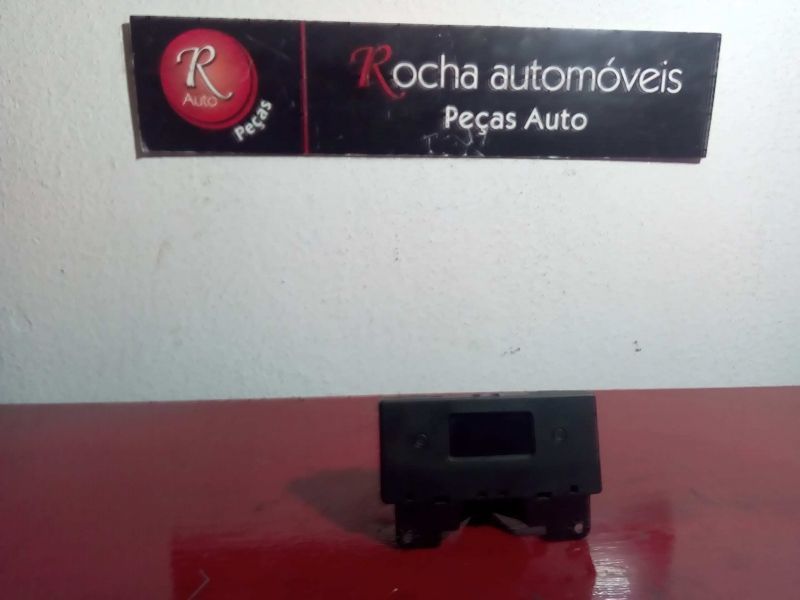 R
Auto
Peças
Rocha automóveis
Peças Auto